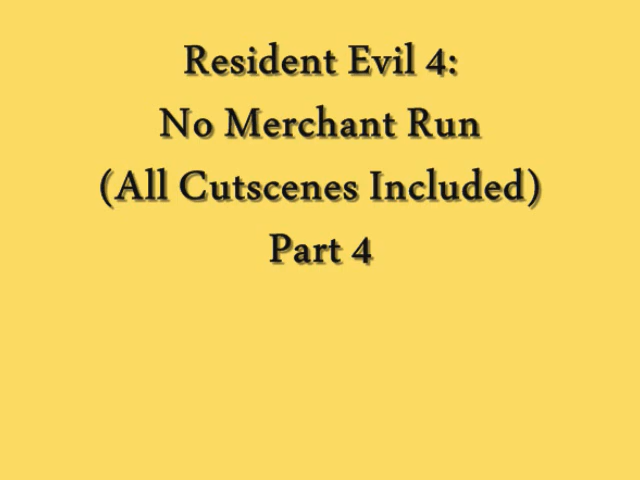 Resident Evil 4:
No Merchant Run
(All Cutscenes Included)
Part 4